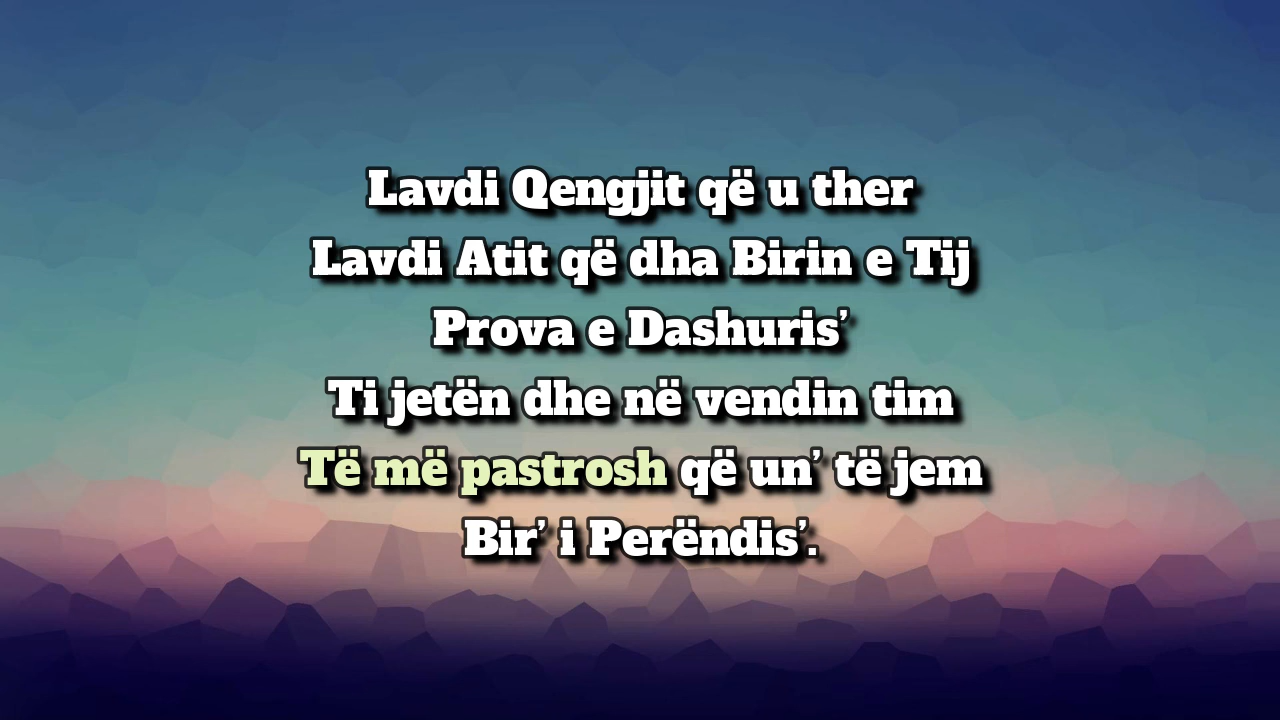 Lavdi Qengjit që u ther
Lavdi Atit që dha Birin e Tij
Prova e Dashuris’
Ti jetën dhe në vendin tim
Të më pastrosh që un’ të jem
Bir’ i Perëndis’.